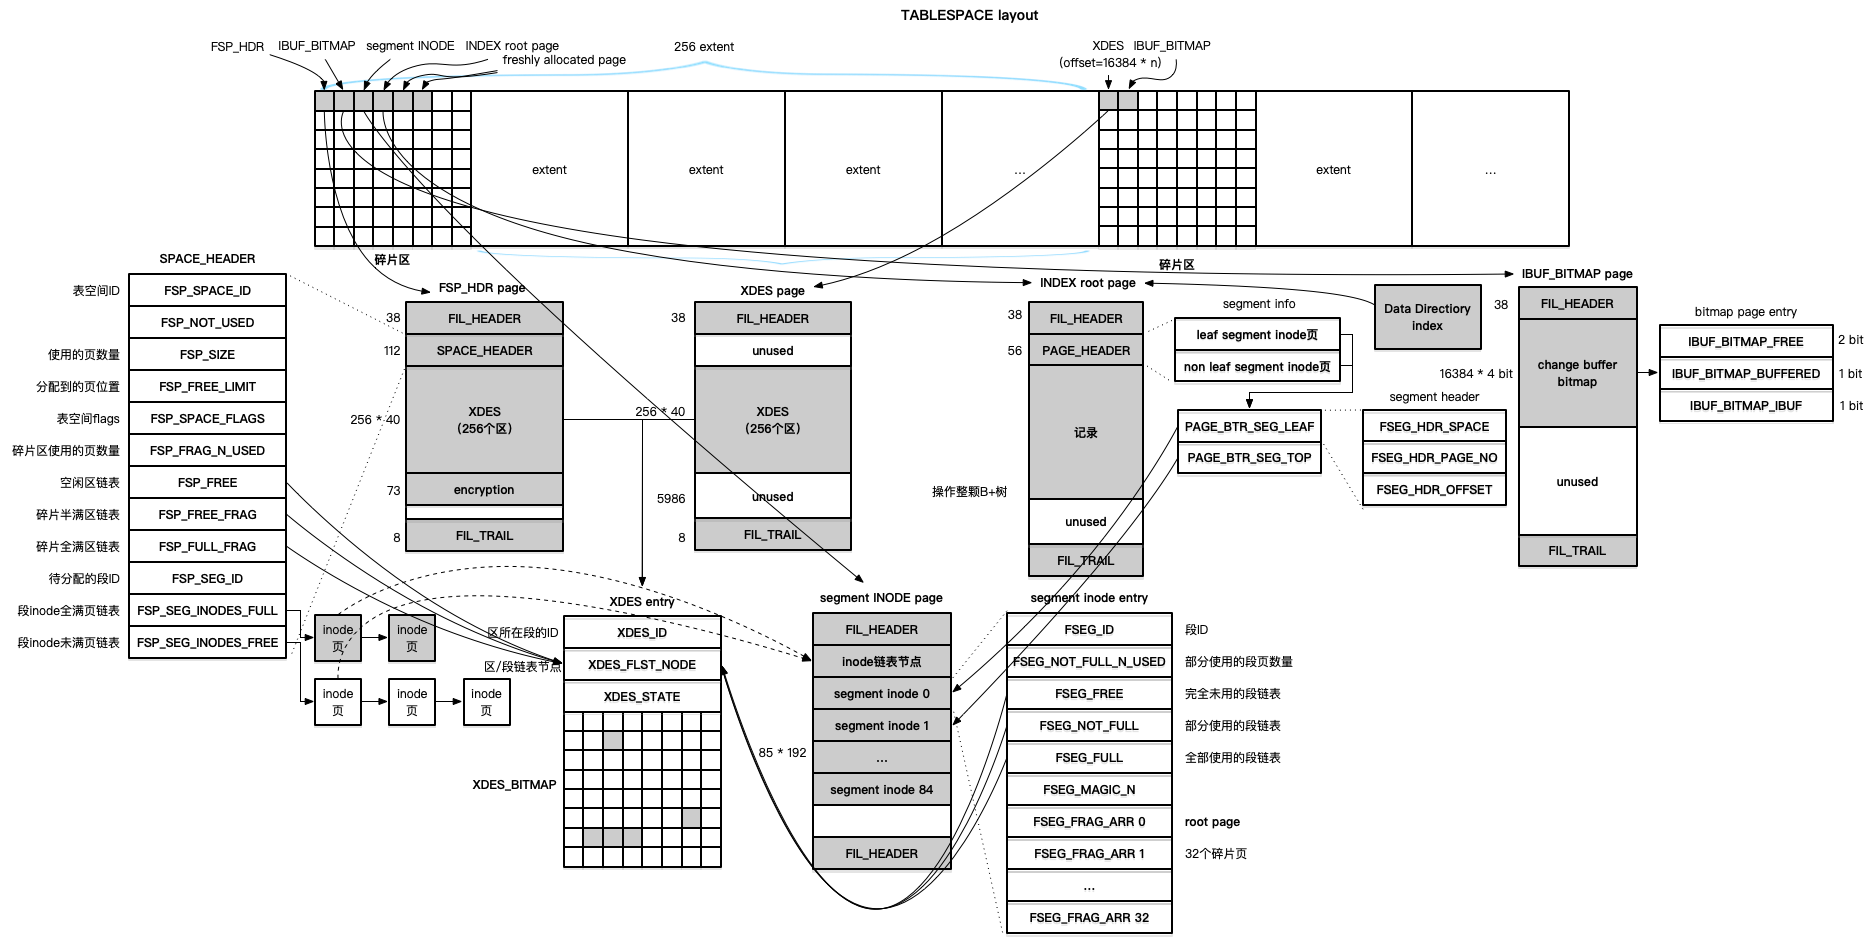 TABLESPACE layout
FSP_HDR
IBUF_BITMAP
segment INODE
INDEX root page
freshly allocated page
256 extent
XDES
IBUF_BITMAP
(offset=16384 * n)
extent
extent
extent
...
extent
...
碎片区
碎片区
SPACE_HEADER
表空间ID
FSP_SPACE_ID
FSP_NOT_USED
使用的页数量
FSP_SIZE
分配到的页位置
FSP_FREE_LIMIT
表空间flags
FSP_SPACE_FLAGS
碎片区使用的页数量
FSP_FRAG_N_USED
空闲区链表
FSP_FREE
碎片半满区链表
FSP_FREE_FRAG
碎片全满区链表
FSP_FULL_FRAG
待分配的段ID
FSP_SEG_ID
段inode全满页链表
FSP_SEG_INODES_FULL
段inode未满页链表
FSP_SEG_INODES_FREE
inode
页
inode
页
inode
页
inode
页
inode
页
FSP_HDR page
38
FIL_HEADER
112
SPACE_HEADER
256 * 40
XDES
(256个区)
73
encryption
8
FIL_TRAIL
XDES page
38
FIL_HEADER
unused
256 * 40
XDES
(256个区)
5986
unused
8
FIL_TRAIL
XDES entry
区所在段的ID
XDES_ID
区/段链表节点
XDES_FLST_NODE
XDES_STATE
XDES_BITMAP
segment INODE page
FIL_HEADER
inode链表节点
segment inode 0
segment inode 1
85 * 192
...
segment inode 84
FIL_HEADER
INDEX root page
38
FIL_HEADER
56
PAGE_HEADER
记录
操作整颗B+树
unused
FIL_TRAIL
segment info
leaf segment inode页
non leaf segment inode页
PAGE_BTR_SEG_LEAF
PAGE_BTR_SEG_TOP
Data Directiory
index
segment header
FSEG_HDR_SPACE
FSEG_HDR_PAGE_NO
FSEG_HDR_OFFSET
segment inode entry
FSEG_ID
段ID
FSEG_NOT_FULL_N_USED
部分使用的段页数量
FSEG_FREE
完全未用的段链表
FSEG_NOT_FULL
部分使用的段链表
FSEG_FULL
全部使用的段链表
FSEG_MAGIC_N
FSEG_FRAG_ARR 0
root page
FSEG_FRAG_ARR 1
32个碎片页
...
FSEG_FRAG_ARR 32
IBUF_BITMAP page
38
FIL_HEADER
16384 * 4 bit
change buffer
bitmap
unused
FIL_TRAIL
bitmap page entry
IBUF_BITMAP_FREE
2 bit
IBUF_BITMAP_BUFFERED
1 bit
IBUF_BITMAP_IBUF
1 bit